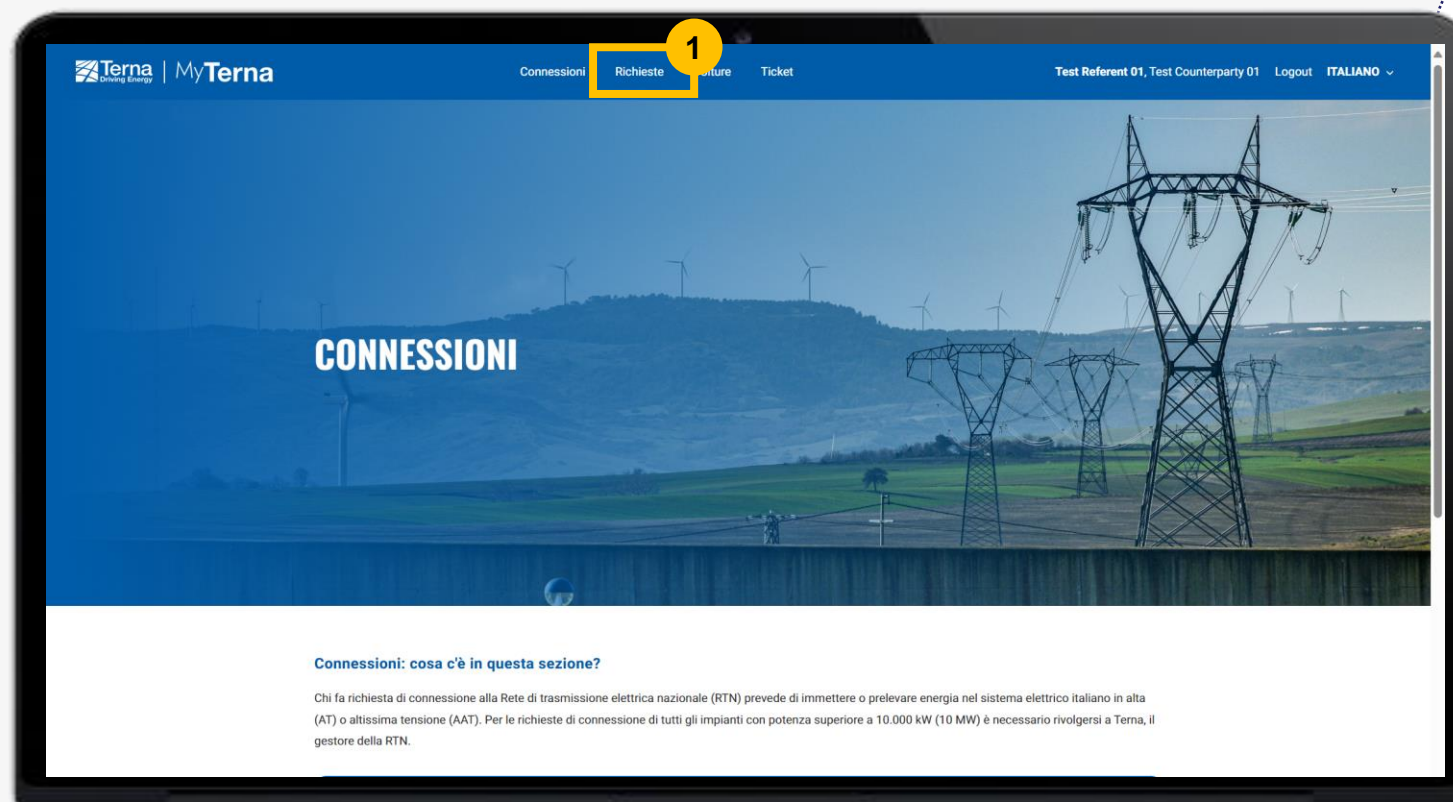 1
Terna
Driving Energy
MyTerna
Connessioni Richieste Ticket
Test Referent 01, Test Counterparty 01 Logout ITALIANO
CONNESSIONI
Connessioni: cosa c'è in questa sezione?
Chi fa richiesta di connessione alla Rete di trasmissione elettrica nazionale (RTN) prevede di immettere o prelevare energia nel sistema elettrico italiano in alta
(AT) o altissima tensione (AAT). Per le richieste di connessione di tutti gli impianti con potenza superiore a 10.000 kW (10 MW) è necessario rivolgersi a Terna, il
gestore della RTN.